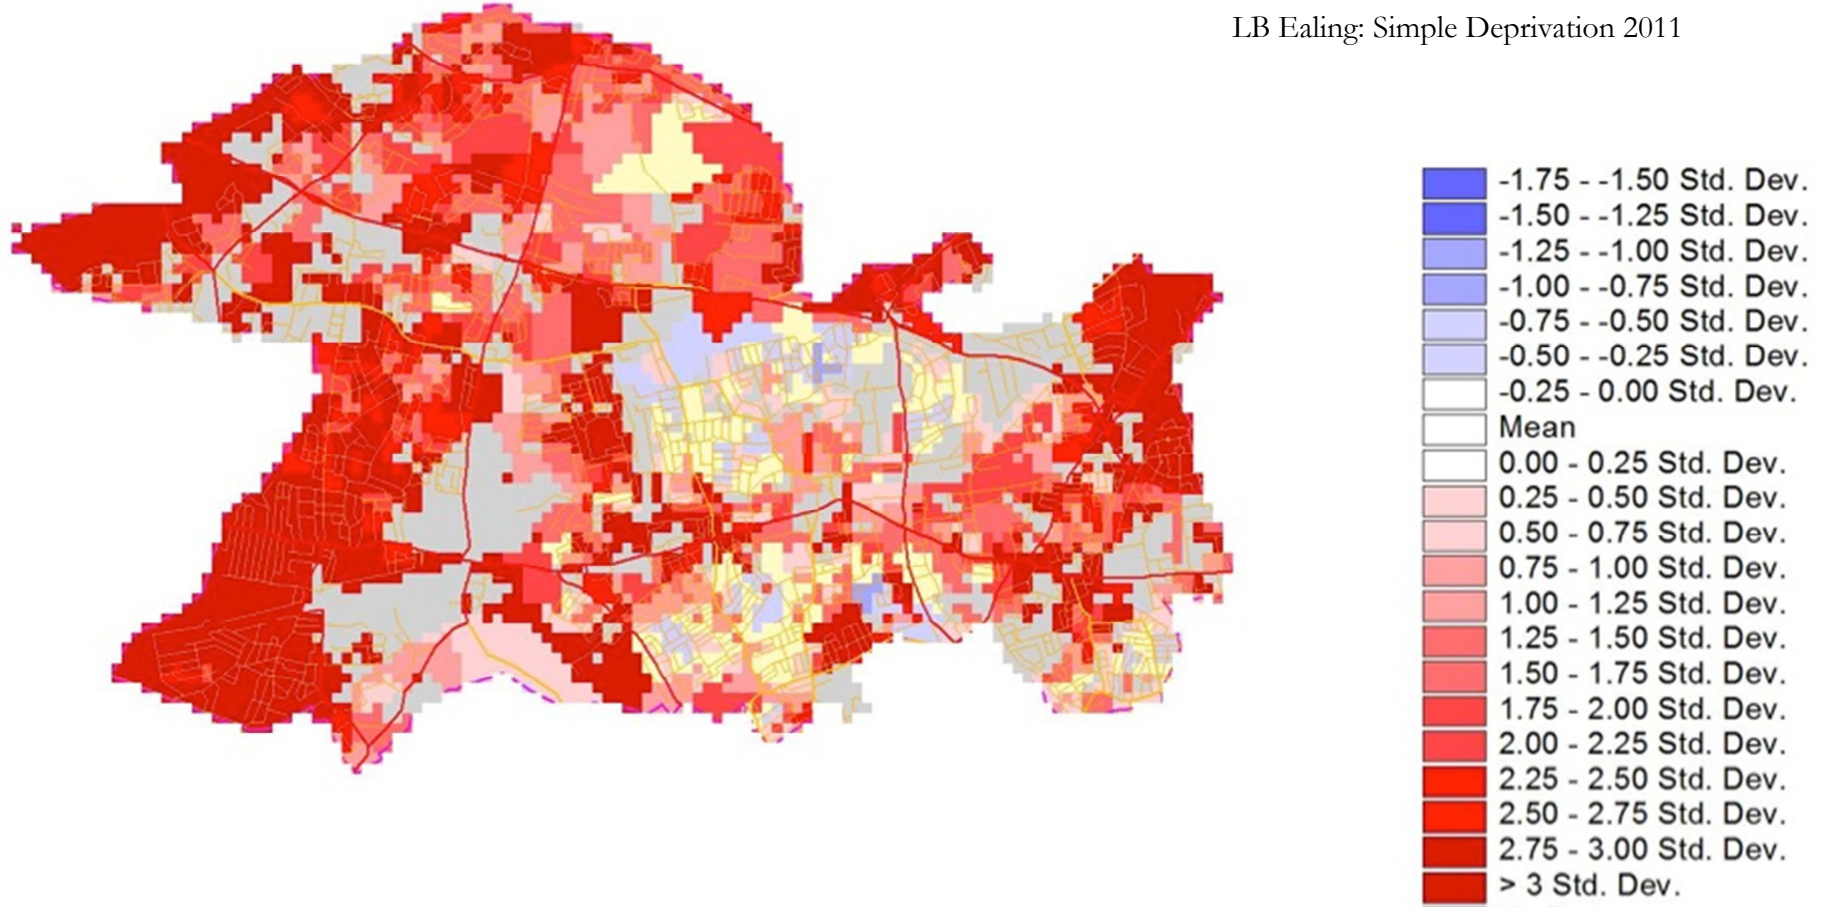 LB Ealing: Simple Deprivation 2011
-1.75 - -1.50 Std. Dev.
-1.50 - -1.25 Std. Dev.
-1.25 - -1.00 Std. Dev.
-1.00 - -0.75 Std. Dev.
-0.75 - -0.50 Std. Dev.
-0.50 - -0.25 Std. Dev.
-0.25 - 0.00 Std. Dev.
Mean
0.00 - 0.25 Std. Dev.
0.25 - 0.50 Std. Dev.
0.50 - 0.75 Std. Dev.
0.75 - 1.00 Std. Dev.
1.00 - 1.25 Std. Dev.
1.25 - 1.50 Std. Dev.
1.50 - 1.75 Std. Dev.
1.75 - 2.00 Std. Dev.
2.00 - 2.25 Std. Dev.
2.25 - 2.50 Std. Dev.
2.50 - 2.75 Std. Dev.
2.75 - 3.00 Std. Dev.
> 3 Std. Dev.